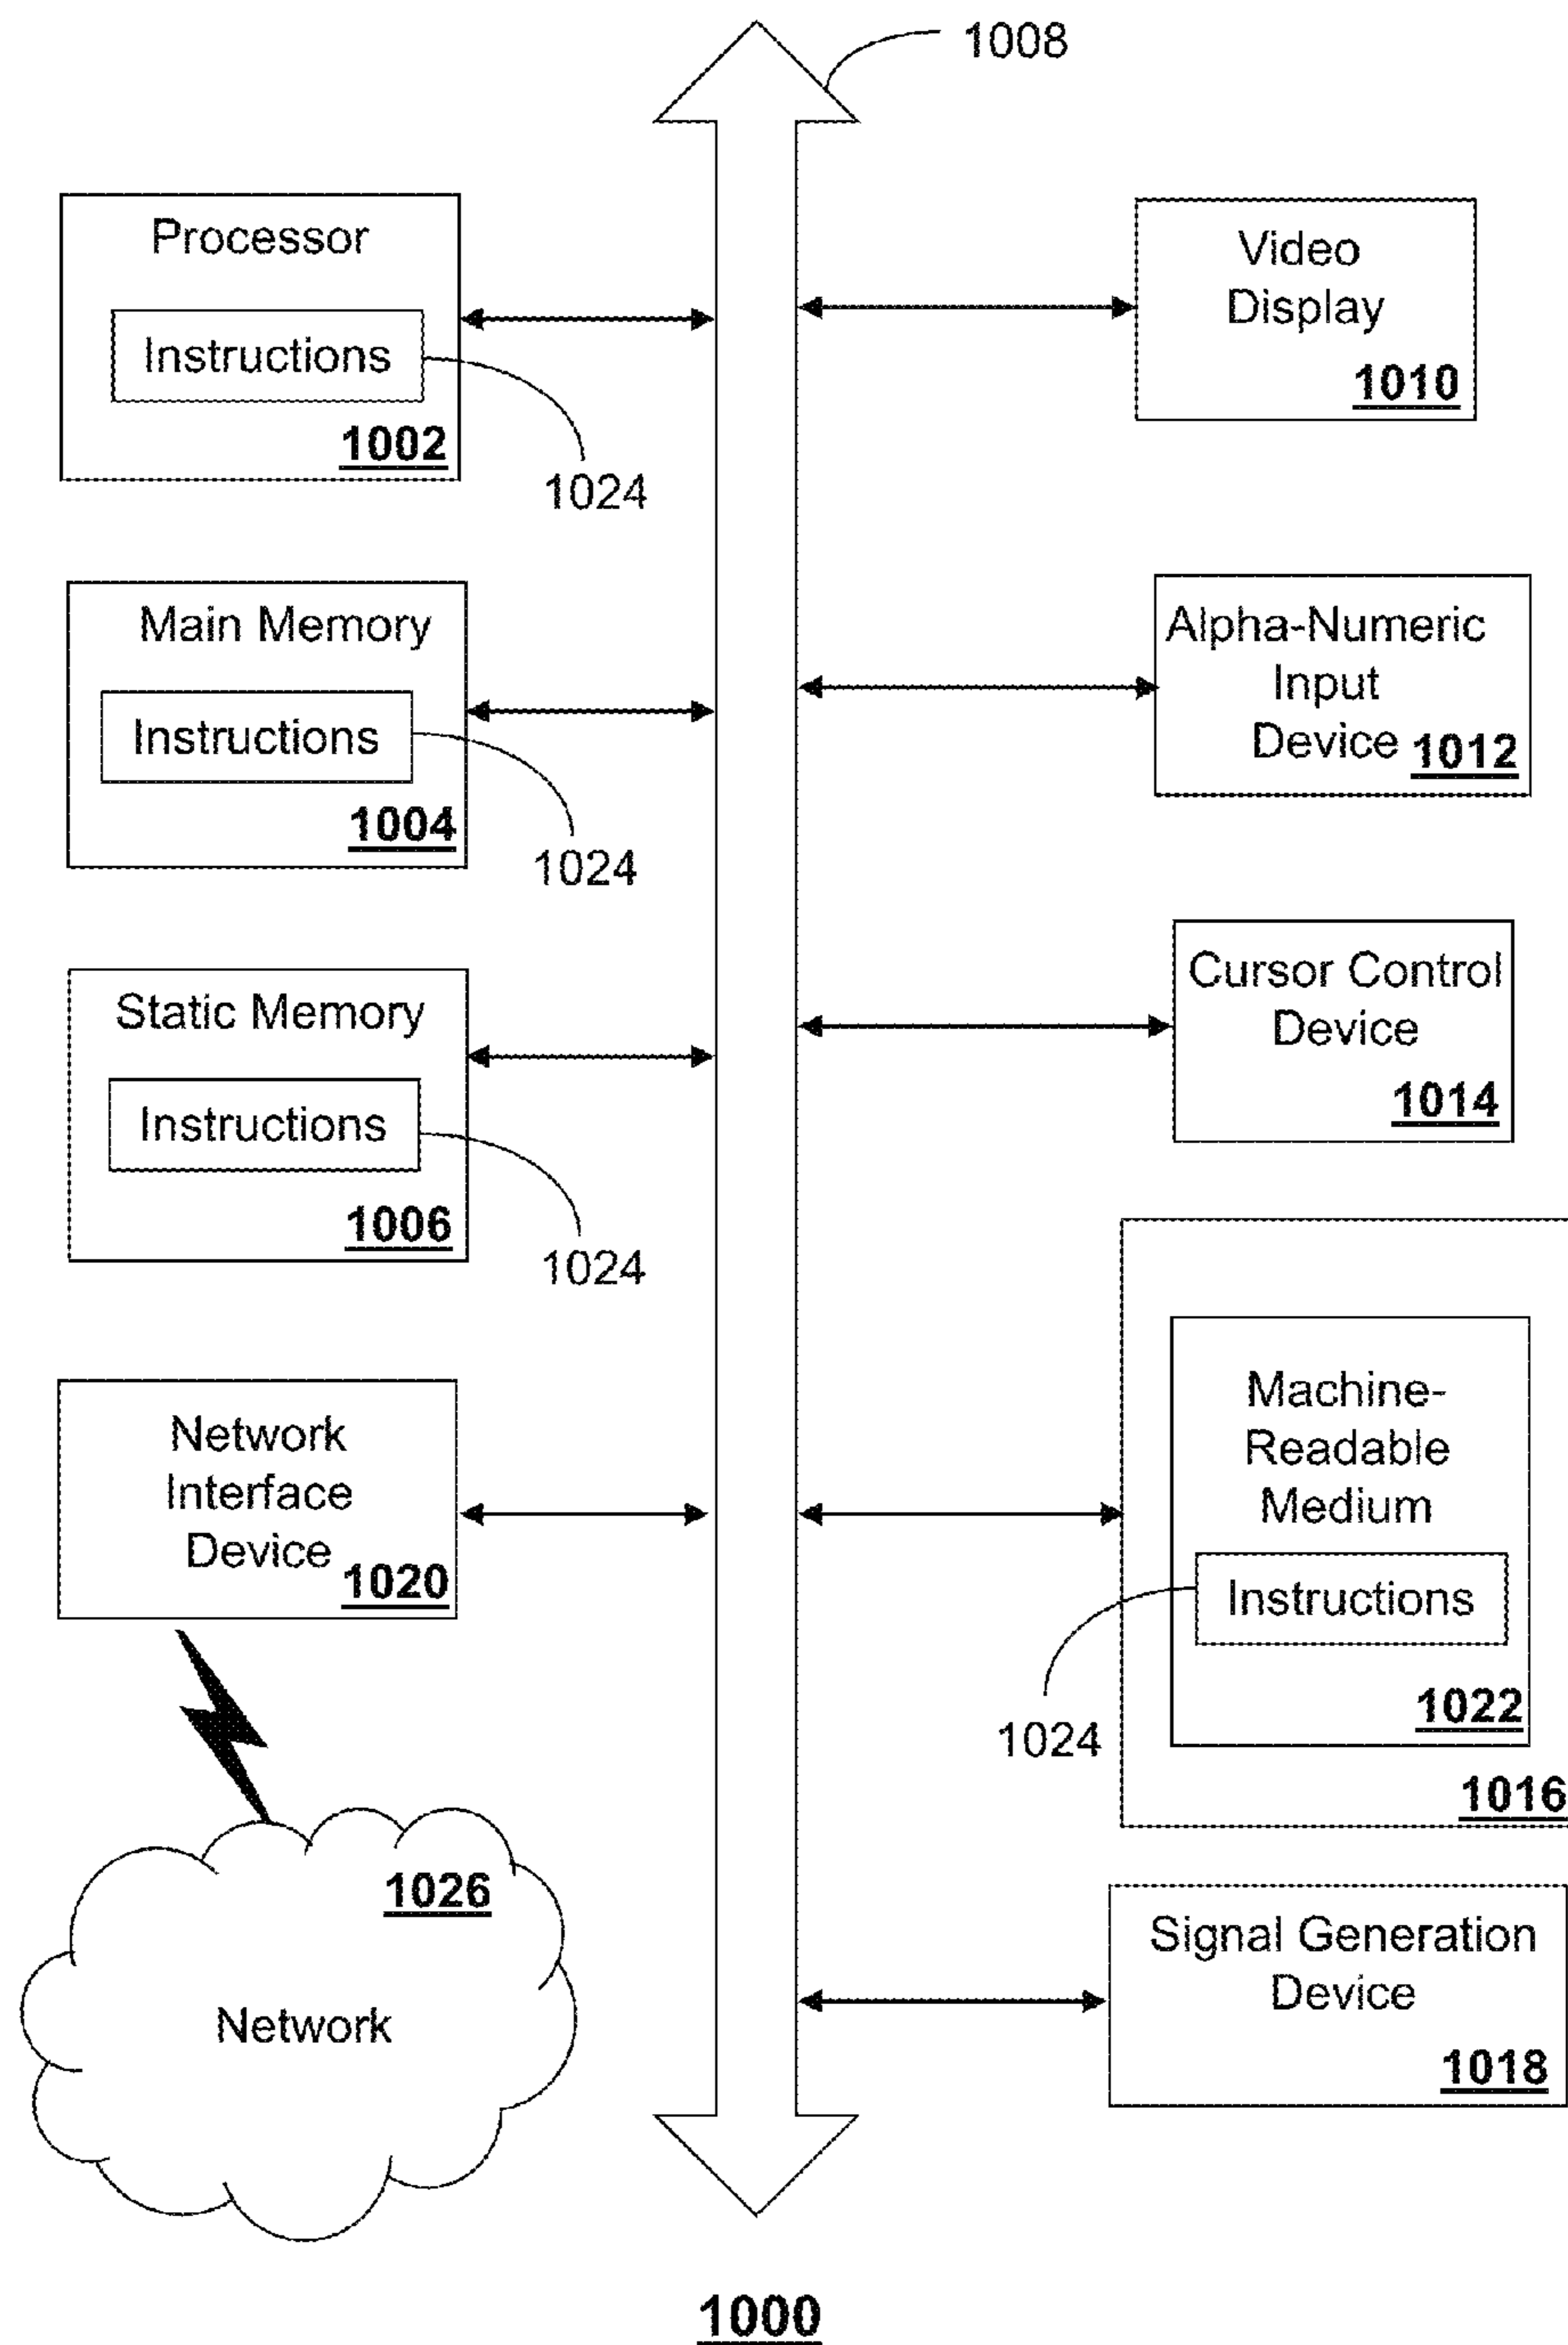 1008
Processor
Instructions
1002
1024
Main Memory
Instructions
1004
1024
Static Memory
Instructions
1006
1024
Network
Interface
Device
1020
1026
Network
Video
Display
1010
Alpha-Numeric
Input
Device 1012
Cursor Control
Device
1014
Machine-
Readable
Medium
Instructions
1022
1024
1016
Signal Generation
Device
1018
1000